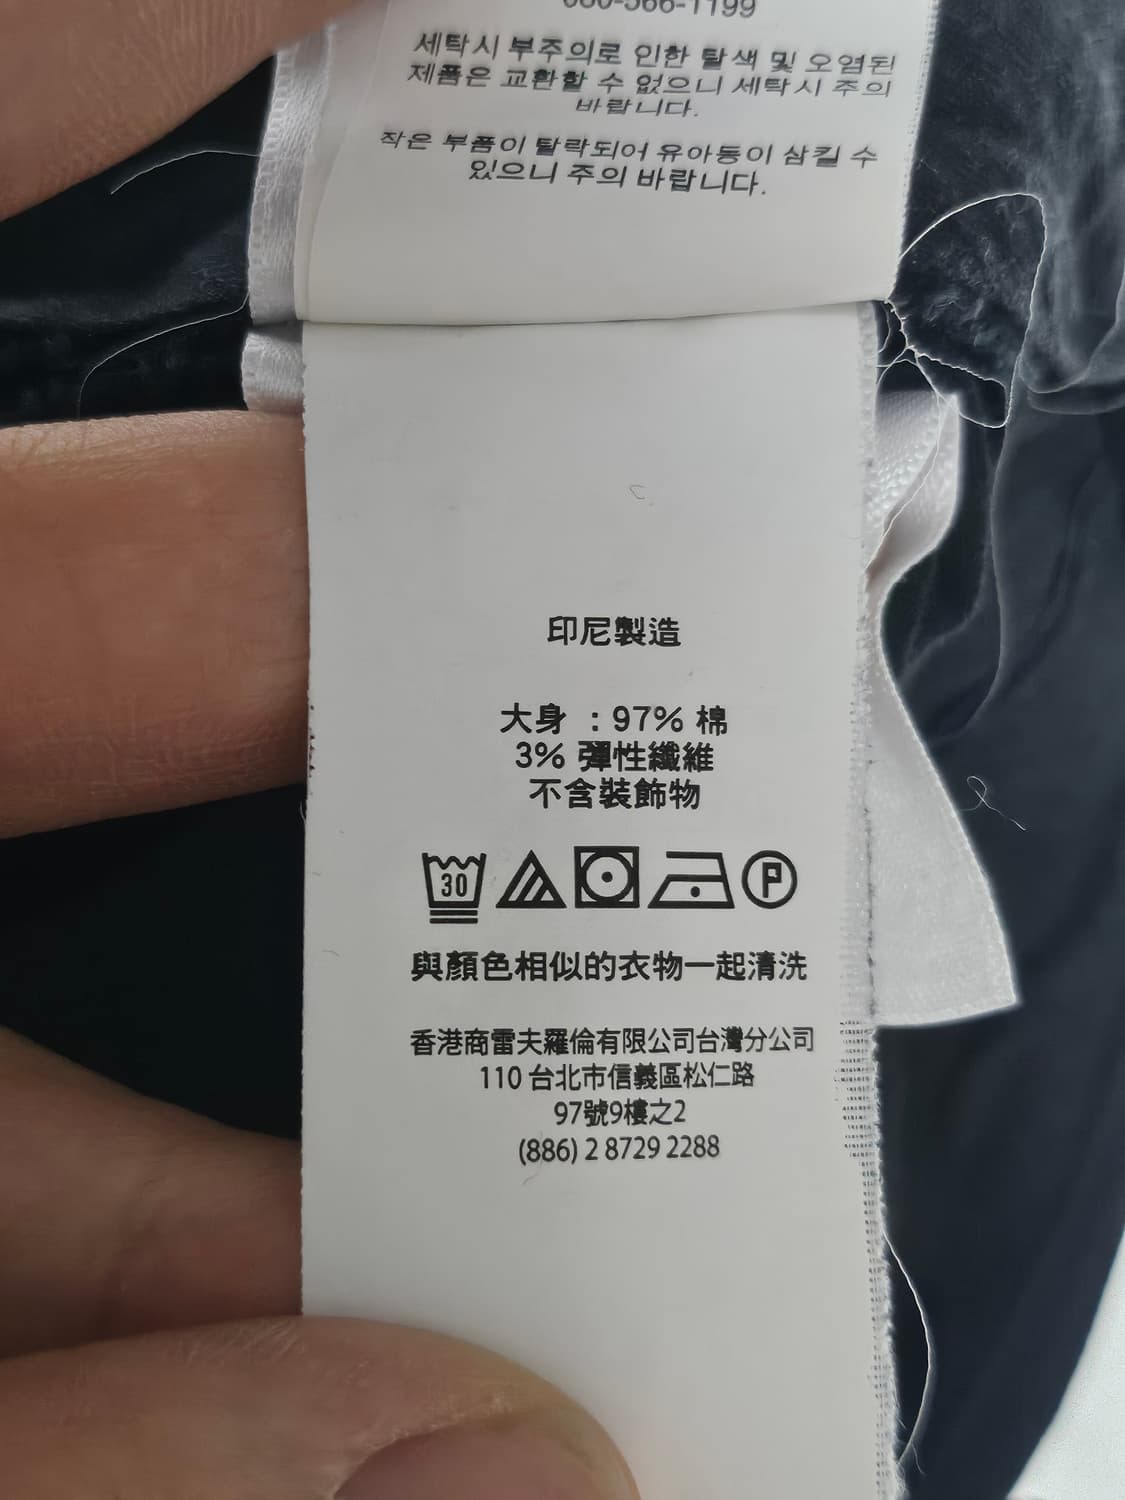 080-566-1199
세탁시 부주의로 인한 탈색 및 오염된
제품은 교환할 수 없으니 세탁시 주의
바랍니다.
작은 부품이 탈락되어 유아동이 삼킬 수
있으니 주의 바랍니다.
印尼製造
大身 : 97% 棉
3% 彈性纖維
不含裝飾物
30
P
與顏色相似的衣物一起清洗
香港商雷夫羅倫有限公司台灣分公司
110 台北市信義區松仁路
97號9樓之2
(886) 2 8729 2288